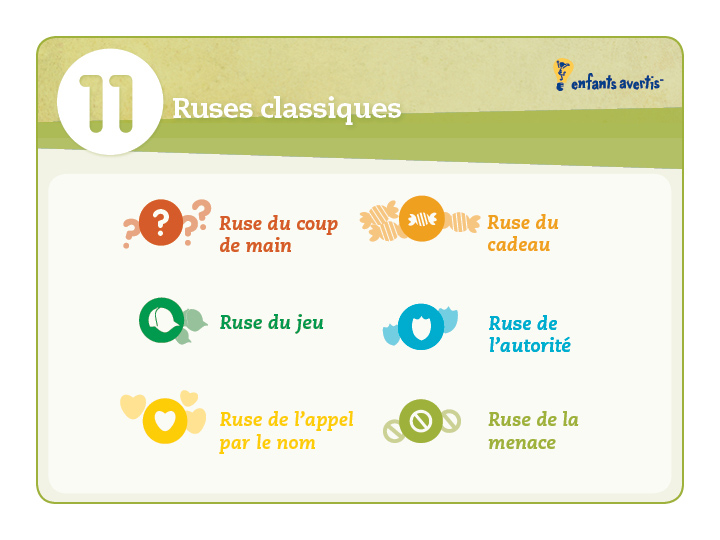 11
Ruses classiques
enfants avertis™
Ruse du coup
de main
Ruse du
cadeau
Ruse du jeu
Ruse de
l’autorité
Ruse de l’appel
par le nom
Ruse de la
menace